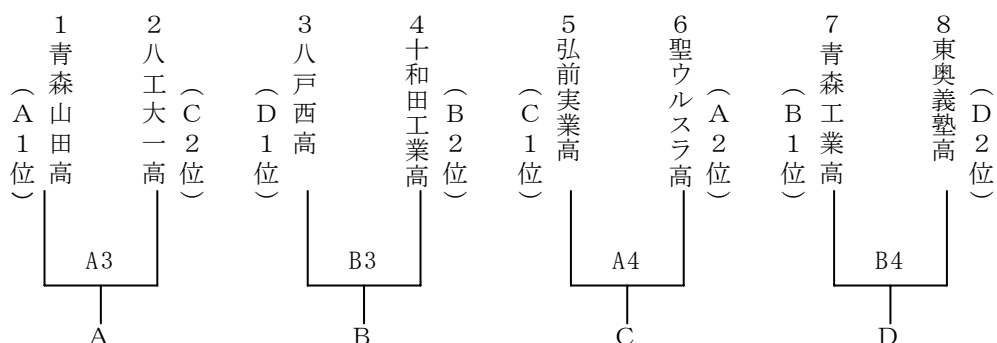 1 青森山田高
（A1位）
2 八工大一高
（C2位）
3 八戸西高
（D1位）
4 十和田工業高
（B2位）
5 弘前実業高
（C1位）
6 聖ウルスラ高
（A2位）
7 青森工業高
（B1位）
8 東奥義塾高
（D2位）
A3
B3
A4
B4
A
B
C
D